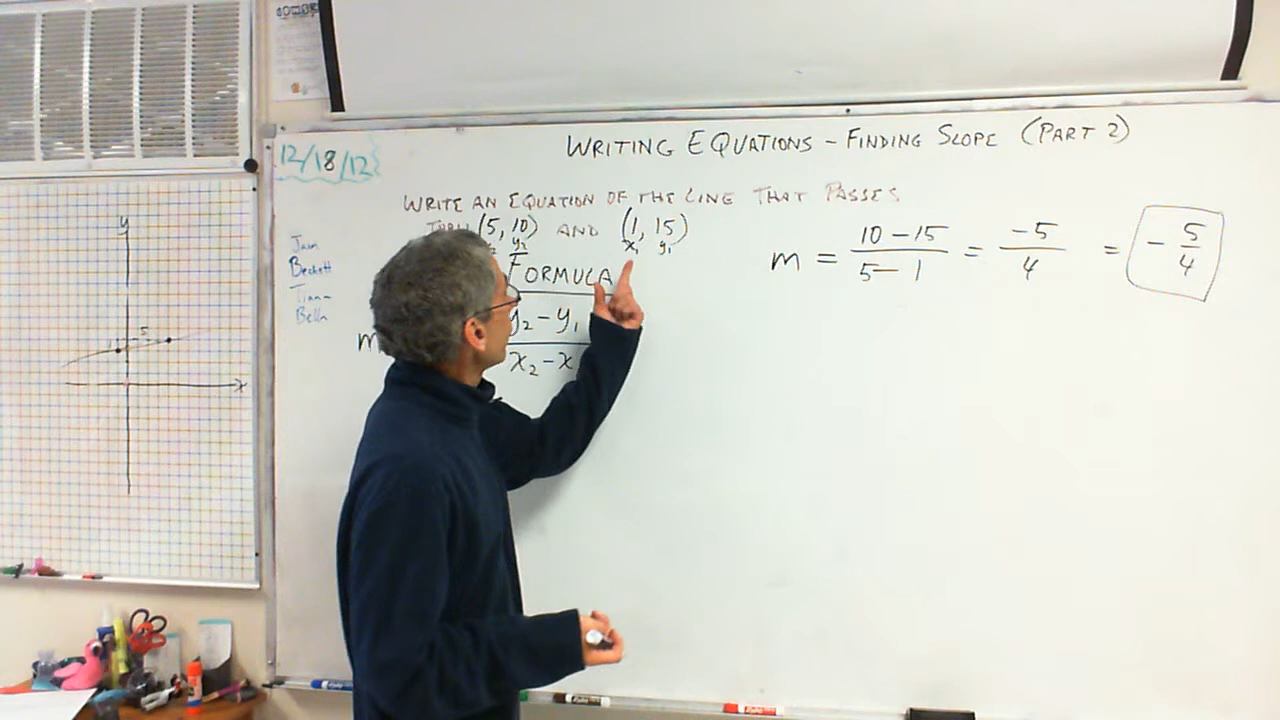 WRITING EQUATIONS - FINDING SLOPE (PART 2)
12/18/12
WRITE AN EQUATION OF THE LINE THAT PASSES
THRU (5, 10) AND (1, 15)
y₂ x₁ y₁
Beckett
Tiana
Bella
FORMULA
m
y₂ - y₁
x₂ - x
m = 10 - 15 / 5 - 1 = -5 / 4 = - 5/4
y
5
x